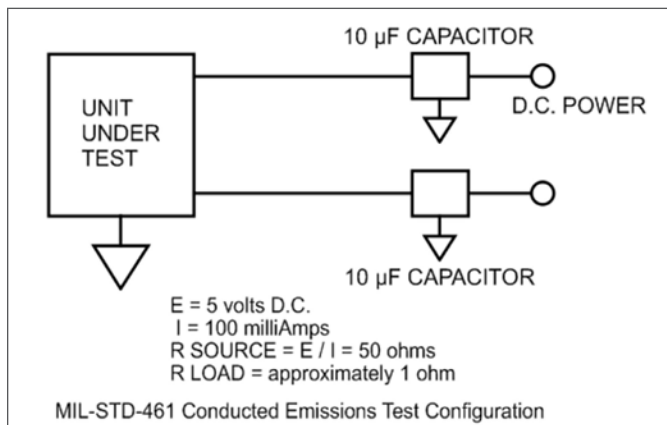 10 µF CAPACITOR
UNIT
UNDER
TEST
D.C. POWER
10 µF CAPACITOR
E = 5 volts D.C.
I = 100 milliAmps
R SOURCE = E / I = 50 ohms
R LOAD = approximately 1 ohm
MIL-STD-461 Conducted Emissions Test Configuration